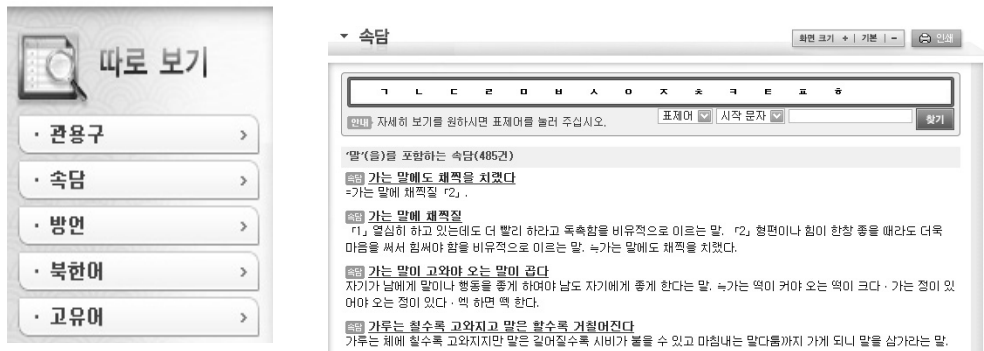 따로 보기
· 관용구 >
· 속담 >
· 방언 >
· 북한어 >
· 고유어 >
속담
화면 크기 + | 기본 | -
인쇄
ㄱ ㄴ ㄷ ㄹ ㅁ ㅂ ㅅ ㅇ ㅈ ㅊ ㅋ ㅌ ㅍ ㅎ
안내 자세히 보기를 원하시면 표제어를 눌러 주십시오.
표제어 시작 문자 찾기
‘말’(을)를 포함하는 속담(485건)
속담 가는 말에도 채찍을 치랬다
=가는 말에 채찍질 「2」.
속담 가는 말에 채찍질
「1」 열심히 하고 있는데도 더 빨리 하라고 독촉함을 비유적으로 이르는 말. 「2」 형편이나 힘이 한창 좋을 때라도 더욱
마음을 써서 힘써야 함을 비유적으로 이르는 말. ≒가는 말에도 채찍을 치랬다.
속담 가는 말이 고와야 오는 말이 곱다
자기가 남에게 말이나 행동을 좋게 하여야 남도 자기에게 좋게 한다는 말. ≒가는 떡이 커야 오는 떡이 크다 · 가는 정이 있
어야 오는 정이 있다 · 엑 하면 떽 한다.
속담 가루는 칠수록 고와지고 말은 할수록 거칠어진다
가루는 체에 칠수록 고와지지만 말은 길어질수록 시비가 붙을 수 있고 마침내는 말다툼까지 가게 되니 말을 삼가라는 말.